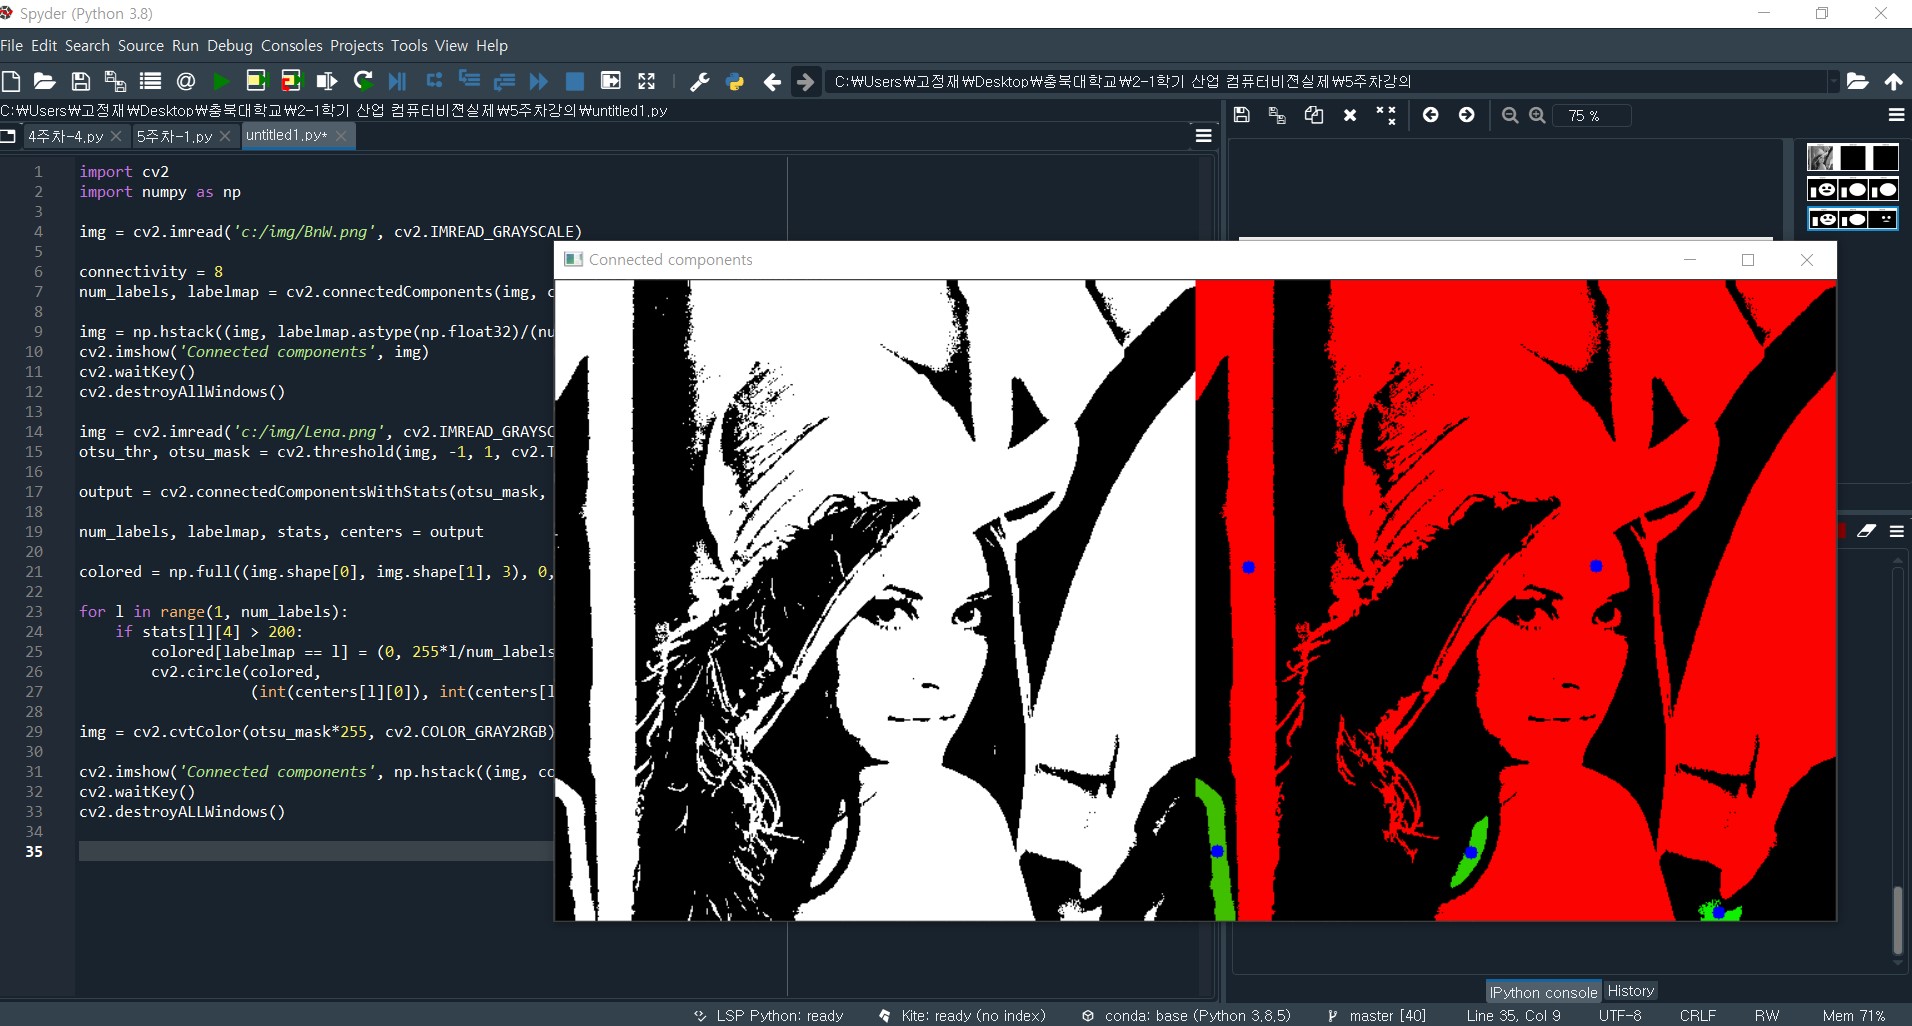 Spyder (Python 3.8)
File Edit Search Source Run Debug Consoles Projects Tools View Help
C:₩Users₩고정재₩Desktop₩충북대학교₩2-1학기 산업 컴퓨터비젼실제₩5주차강의
C:₩Users₩고정재₩Desktop₩충북대학교₩2-1학기 산업 컴퓨터비젼실제₩5주차강의₩untitled1.py
4주차-4.py 5주차-1.py untitled1.py*
75 %
1 import cv2
2 import numpy as np
3
4 img = cv2.imread('c:/img/BnW.png', cv2.IMREAD_GRAYSCALE)
5
6 connectivity = 8
7 num_labels, labelmap = cv2.connectedComponents(img, c
8
9 img = np.hstack((img, labelmap.astype(np.float32)/(nu
10 cv2.imshow('Connected components', img)
11 cv2.waitKey()
12 cv2.destroyAllWindows()
13
14 img = cv2.imread('c:/img/Lena.png', cv2.IMREAD_GRAYSC
15 otsu_thr, otsu_mask = cv2.threshold(img, -1, 1, cv2.T
16
17 output = cv2.connectedComponentsWithStats(otsu_mask,
18
19 num_labels, labelmap, stats, centers = output
20
21 colored = np.full((img.shape[0], img.shape[1], 3), 0,
22
23 for l in range(1, num_labels):
24 if stats[l][4] > 200:
25 colored[labelmap == l] = (0, 255*l/num_labels
26 cv2.circle(colored,
27 (int(centers[l][0]), int(centers[l
28
29 img = cv2.cvtColor(otsu_mask*255, cv2.COLOR_GRAY2RGB)
30
31 cv2.imshow('Connected components', np.hstack((img, co
32 cv2.waitKey()
33 cv2.destroyALLWindows()
34
35
Connected components
IPython console History
LSP Python: ready Kite: ready (no index) conda: base (Python 3.8.5) master [40] Line 35, Col 9 UTF-8 CRLF RW Mem 71%